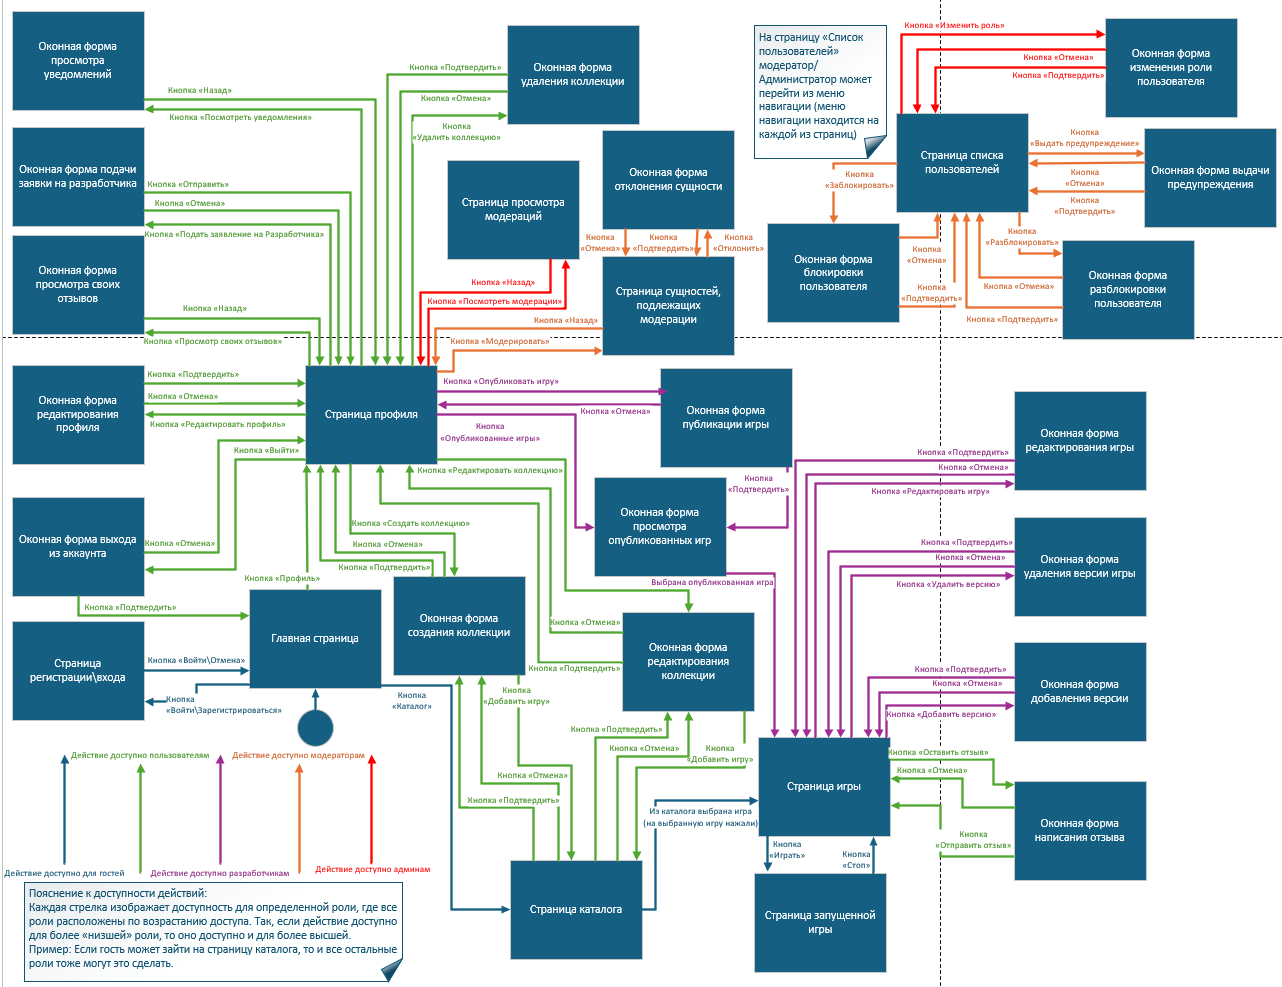 Оконная форма
просмотра
уведомлений
Кнопка «Назад»
Кнопка «Посмотреть уведомления»
Оконная форма подачи
заявки на разработчика
Кнопка «Отправить»
Кнопка «Отмена»
Кнопка «Подать заявление на Разработчика»
Оконная форма
просмотра своих
отзывов
Кнопка «Назад»
Кнопка «Просмотр своих отзывов»
Оконная форма
удаления коллекции
Кнопка «Подтвердить»
Кнопка «Отмена»
Кнопка
«Удалить коллекцию»
Страница просмотра
модераций
Кнопка «Назад»
Кнопка «Посмотреть модерации»
Оконная форма
отклонения сущности
Кнопка
«Отмена»
Кнопка
«Подтвердить»
Кнопка
«Отклонить»
Страница сущностей,
подлежащих
модерации
Кнопка «Назад»
Кнопка «Модерировать»
На страницу «Список
пользователей»
модератор/
Администратор может
перейти из меню
навигации (меню
навигации находится на
каждой из страниц)
Кнопка «Изменить роль»
Кнопка «Отмена»
Кнопка «Подтвердить»
Оконная форма
изменения роли
пользователя
Страница списка
пользователей
Кнопка
«Выдать предупреждение»
Кнопка
«Отмена»
Кнопка
«Подтвердить»
Оконная форма выдачи
предупреждения
Кнопка
«Заблокировать»
Оконная форма
блокировки
пользователя
Кнопка
«Отмена»
Кнопка
«Подтвердить»
Кнопка
«Разблокировать»
Кнопка «Отмена»
Кнопка «Подтвердить»
Оконная форма
разблокировки
пользователя
Оконная форма
редактирования
профиля
Кнопка «Подтвердить»
Кнопка «Отмена»
Кнопка «Редактировать профиль»
Кнопка «Выйти»
Страница профиля
Кнопка «Опубликовать игру»
Кнопка «Отмена»
Кнопка
«Опубликованные игры»
Кнопка «Редактировать коллекцию»
Оконная форма
публикации игры
Кнопка
«Подтвердить»
Оконная форма
просмотра
опубликованных игр
Выбрана опубликованная игра
Оконная форма выхода
из аккаунта
Кнопка «Отмена»
Кнопка «Подтвердить»
Кнопка «Профиль»
Кнопка «Создать коллекцию»
Кнопка «Отмена»
Кнопка «Подтвердить»
Главная страница
Оконная форма
создания коллекции
Оконная форма
редактирования
коллекции
Кнопка «Отмена»
Кнопка «Подтвердить»
Страница
регистрации\входа
Кнопка «Войти\Отмена»
Кнопка
«Войти\Зарегистрироваться»
Кнопка
«Каталог»
Кнопка
«Добавить игру»
Кнопка «Отмена»
Кнопка «Подтвердить»
Кнопка «Подтвердить»
Кнопка «Отмена»
Кнопка
«Добавить игру»
Страница каталога
Из каталога выбрана игра
(на выбранную игру нажали)
Страница игры
Кнопка
«Играть»
Кнопка
«Стоп»
Страница запущенной
игры
Кнопка «Подтвердить»
Кнопка «Отмена»
Кнопка «Редактировать игру»
Оконная форма
редактирования игры
Кнопка «Подтвердить»
Кнопка «Отмена»
Кнопка «Удалить версию»
Оконная форма
удаления версии игры
Кнопка «Подтвердить»
Кнопка «Отмена»
Кнопка «Добавить версию»
Оконная форма
добавления версии
Кнопка «Оставить отзыв»
Кнопка «Отмена»
Кнопка
«Отправить отзыв»
Оконная форма
написания отзыва
Действие доступно пользователям
Действие доступно модераторам
Действие доступно для гостей
Действие доступно разработчикам
Действие доступно админам
Пояснение к доступности действий:
Каждая стрелка изображает доступность для определенной роли, где все
роли расположены по возрастанию доступа. Так, если действие доступно
для более «низшей» роли, то оно доступно и для более высшей.
Пример: Если гость может зайти на страницу каталога, то и все остальные
роли тоже могут это сделать.